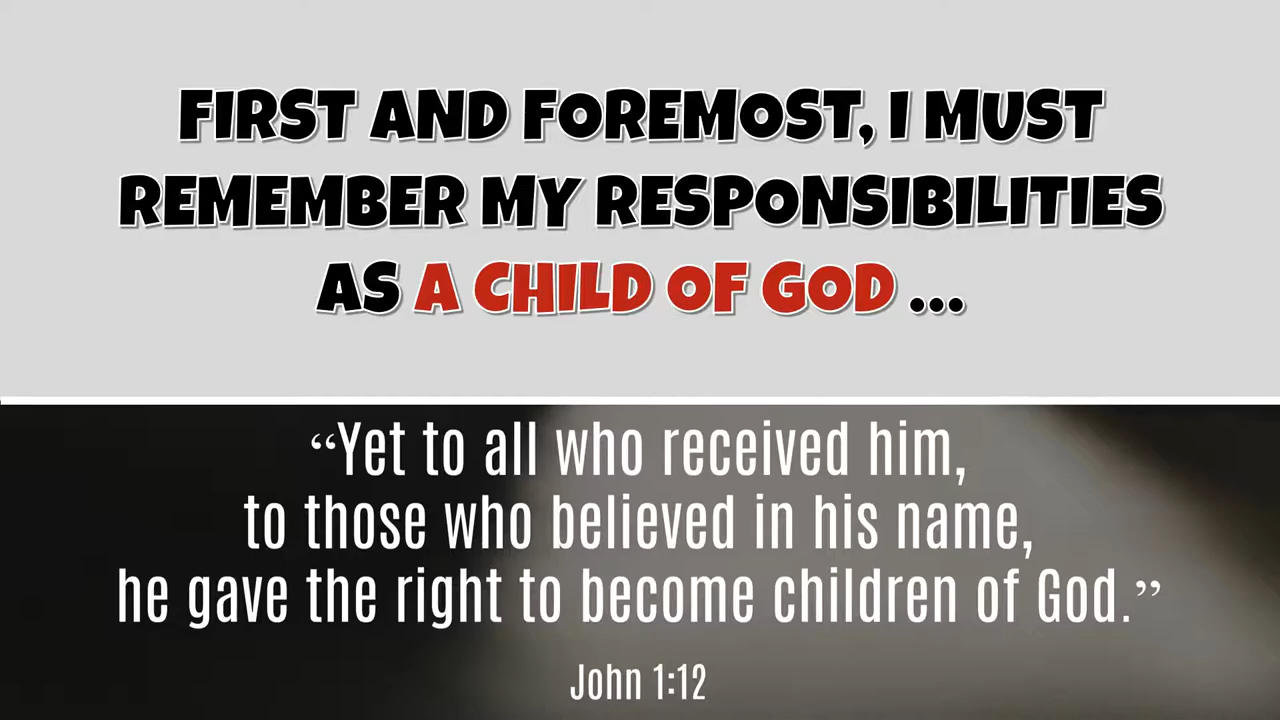 FIRST AND FOREMOST, I MUST
REMEMBER MY RESPONSIBILITIES
AS A CHILD OF GOD ...
“Yet to all who received him,
to those who believed in his name,
he gave the right to become children of God.”
John 1:12